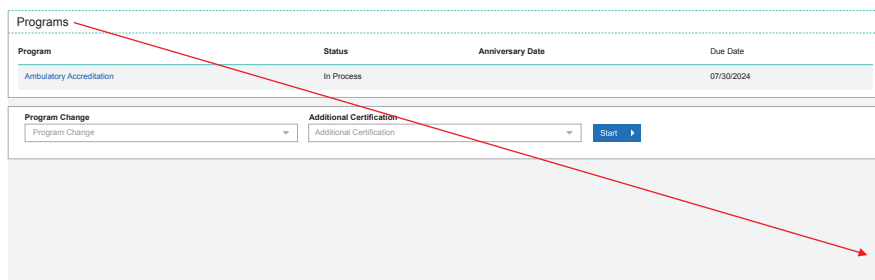 Programs
Program Status Anniversary Date Due Date
Ambulatory Accreditation In Process 07/30/2024
Program Change Additional Certification
Program Change Additional Certification Start